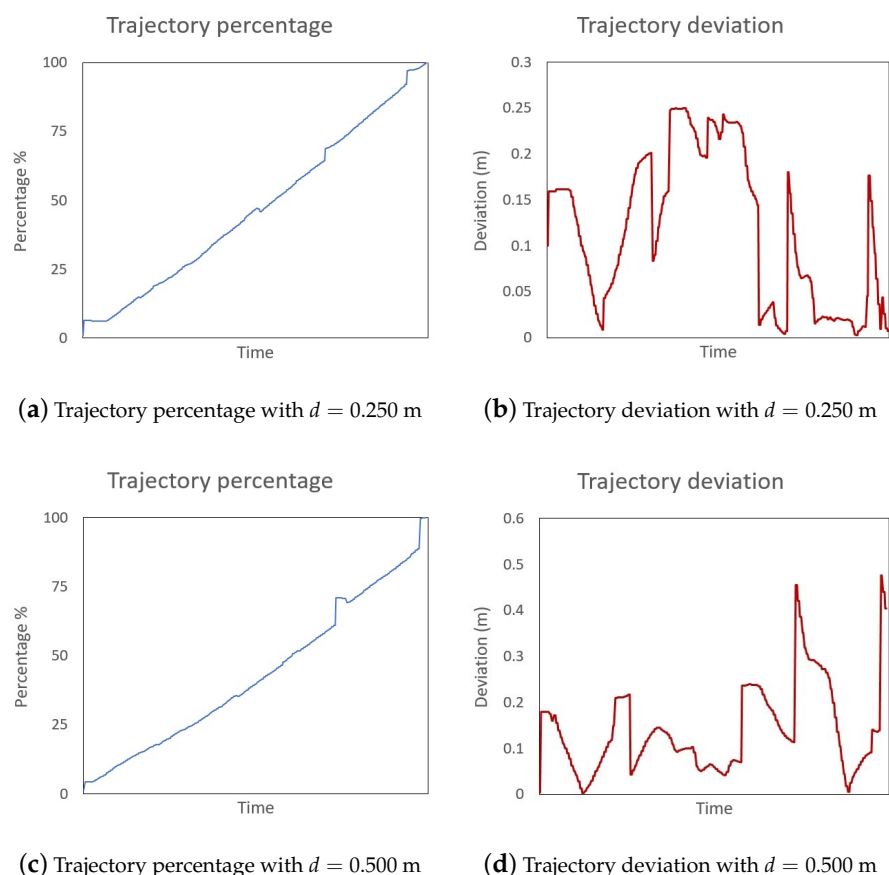 Trajectory percentage
100
75
50
25
0
Percentage %
Time
(a) Trajectory percentage with d = 0.250 m
Trajectory deviation
0.3
0.25
0.2
0.15
0.1
0.05
0
Deviation (m)
Time
(b) Trajectory deviation with d = 0.250 m
Trajectory percentage
100
75
50
25
0
Percentage %
Time
(c) Trajectory percentage with d = 0.500 m
Trajectory deviation
0.6
0.5
0.4
0.3
0.2
0.1
0
Deviation (m)
Time
(d) Trajectory deviation with d = 0.500 m